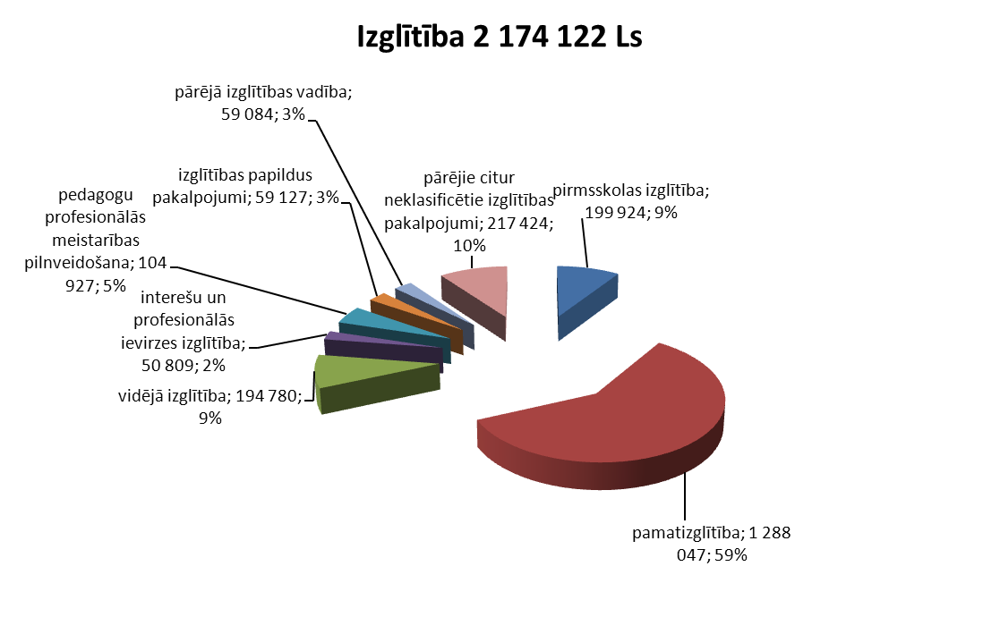 Izglītība 2 174 122 Ls
pārējā izglītības vadība;
59 084; 3%
izglītības papildus
pakalpojumi; 59 127; 3%
pedagogu
profesionālās
meistarības
pilnveidošana; 104
927; 5%
interešu un
profesionālās
ievirzes izglītība;
50 809; 2%
vidējā izglītība; 194 780;
9%
pārējie citur
neklasificētie izglītības
pakalpojumi; 217 424;
10%
pirmsskolas izglītība;
199 924; 9%
pamatizglītība; 1 288
047; 59%